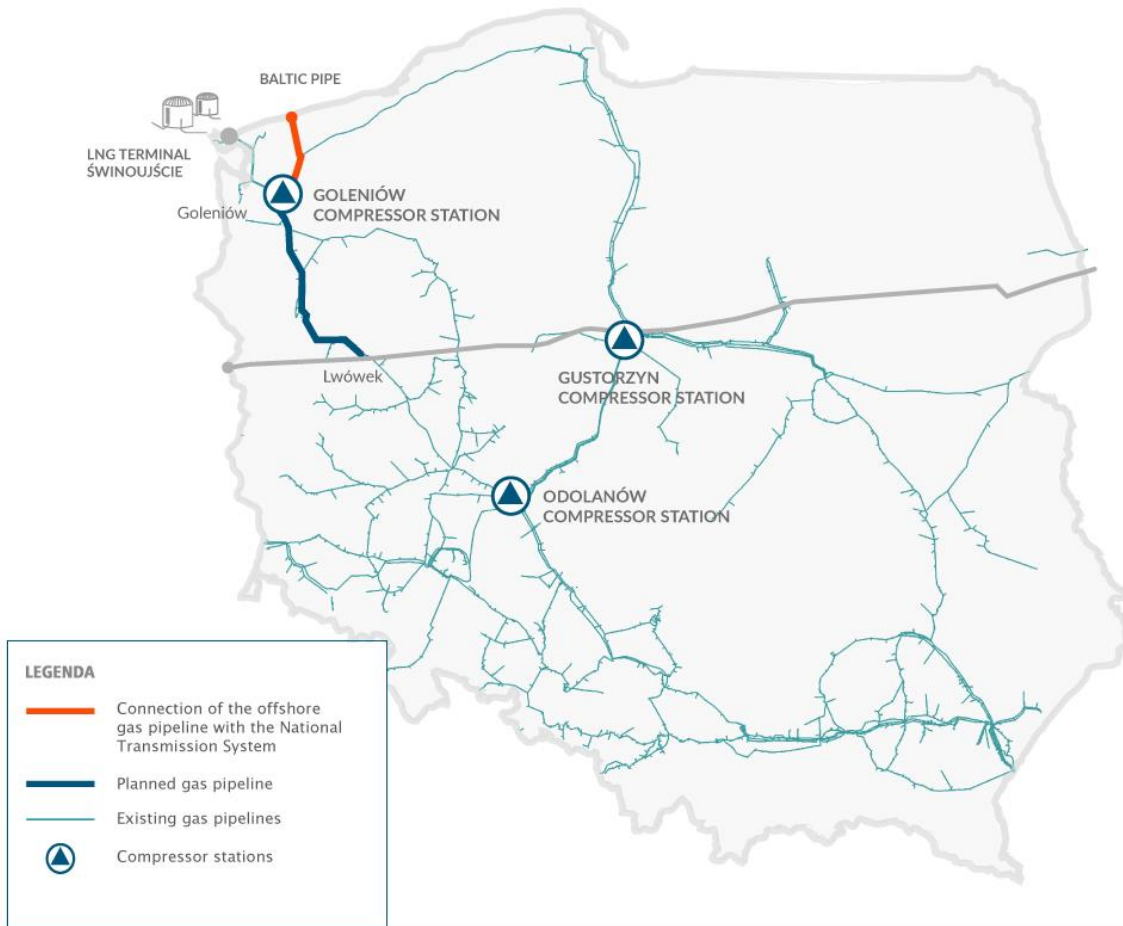 BALTIC PIPE
LNG TERMINAL
ŚWINOUJŚCIE
Goleniów
GOLENIÓW
COMPRESSOR STATION
Lwówek
GUSTORZYN
COMPRESSOR STATION
ODOLANÓW
COMPRESSOR STATION
LEGENDA
Connection of the offshore
gas pipeline with the National
Transmission System
Planned gas pipeline
Existing gas pipelines
Compressor stations